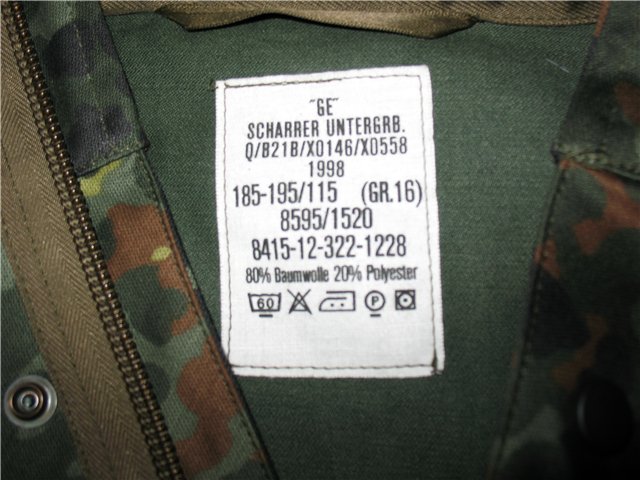 "GE"
SCHARRER UNTERGRB.
Q/B21B/X0146/X0558
1998
185-195/115 (GR.16)
8595/1520
8415-12-322-1228
80% Baumwolle 20% Polyester
60 P